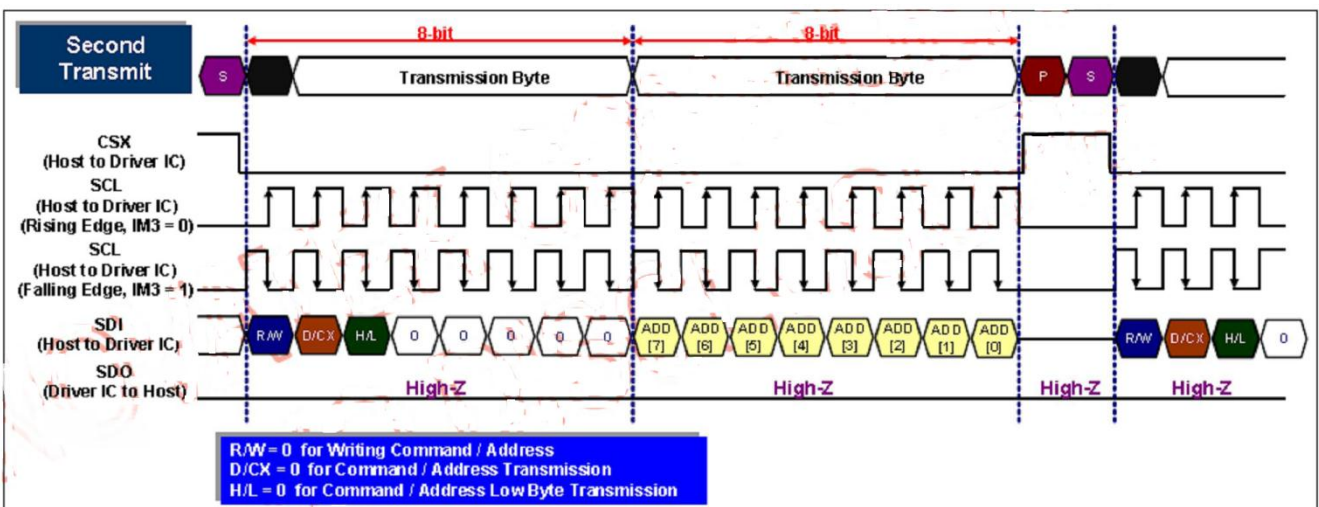 Second
Transmit
8-bit
8-bit
S
Transmission Byte
Transmission Byte
P
S
CSX
(Host to Driver IC)
SCL
(Host to Driver IC)
(Rising Edge, IM3 = 0)
SCL
(Host to Driver IC)
(Falling Edge, IM3 = 1)
SDI
(Host to Driver IC)
R/W
D/CX
H/L
0
0
0
0
0
ADD
[7]
ADD
[6]
ADD
[5]
ADD
[4]
ADD
[3]
ADD
[2]
ADD
[1]
ADD
[0]
R/W
D/CX
H/L
0
SDO
(Driver IC to Host)
High-Z
High-Z
High-Z
High-Z
R/W = 0 for Writing Command / Address
D/CX = 0 for Command / Address Transmission
H/L = 0 for Command / Address Low Byte Transmission